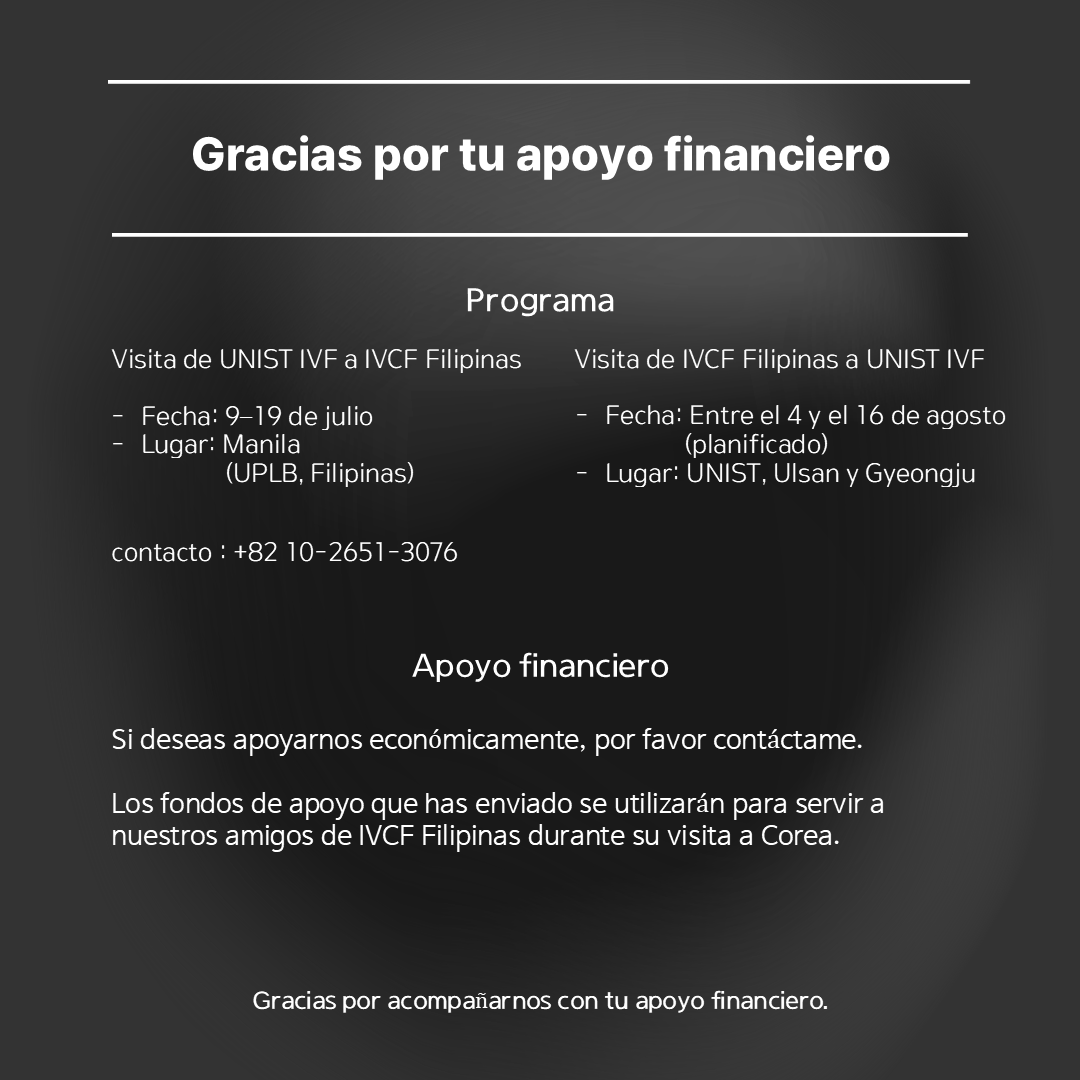 Gracias por tu apoyo financiero
Programa
Visita de UNIST IVF a IVCF Filipinas
- Fecha: 9–19 de julio
- Lugar: Manila
(UPLB, Filipinas)
Visita de IVCF Filipinas a UNIST IVF
- Fecha: Entre el 4 y el 16 de agosto
(planificado)
- Lugar: UNIST, Ulsan y Gyeongju
contacto : +82 10-2651-3076
Apoyo financiero
Si deseas apoyarnos económicamente, por favor contáctame.
Los fondos de apoyo que has enviado se utilizarán para servir a
nuestros amigos de IVCF Filipinas durante su visita a Corea.
Gracias por acompañarnos con tu apoyo financiero.